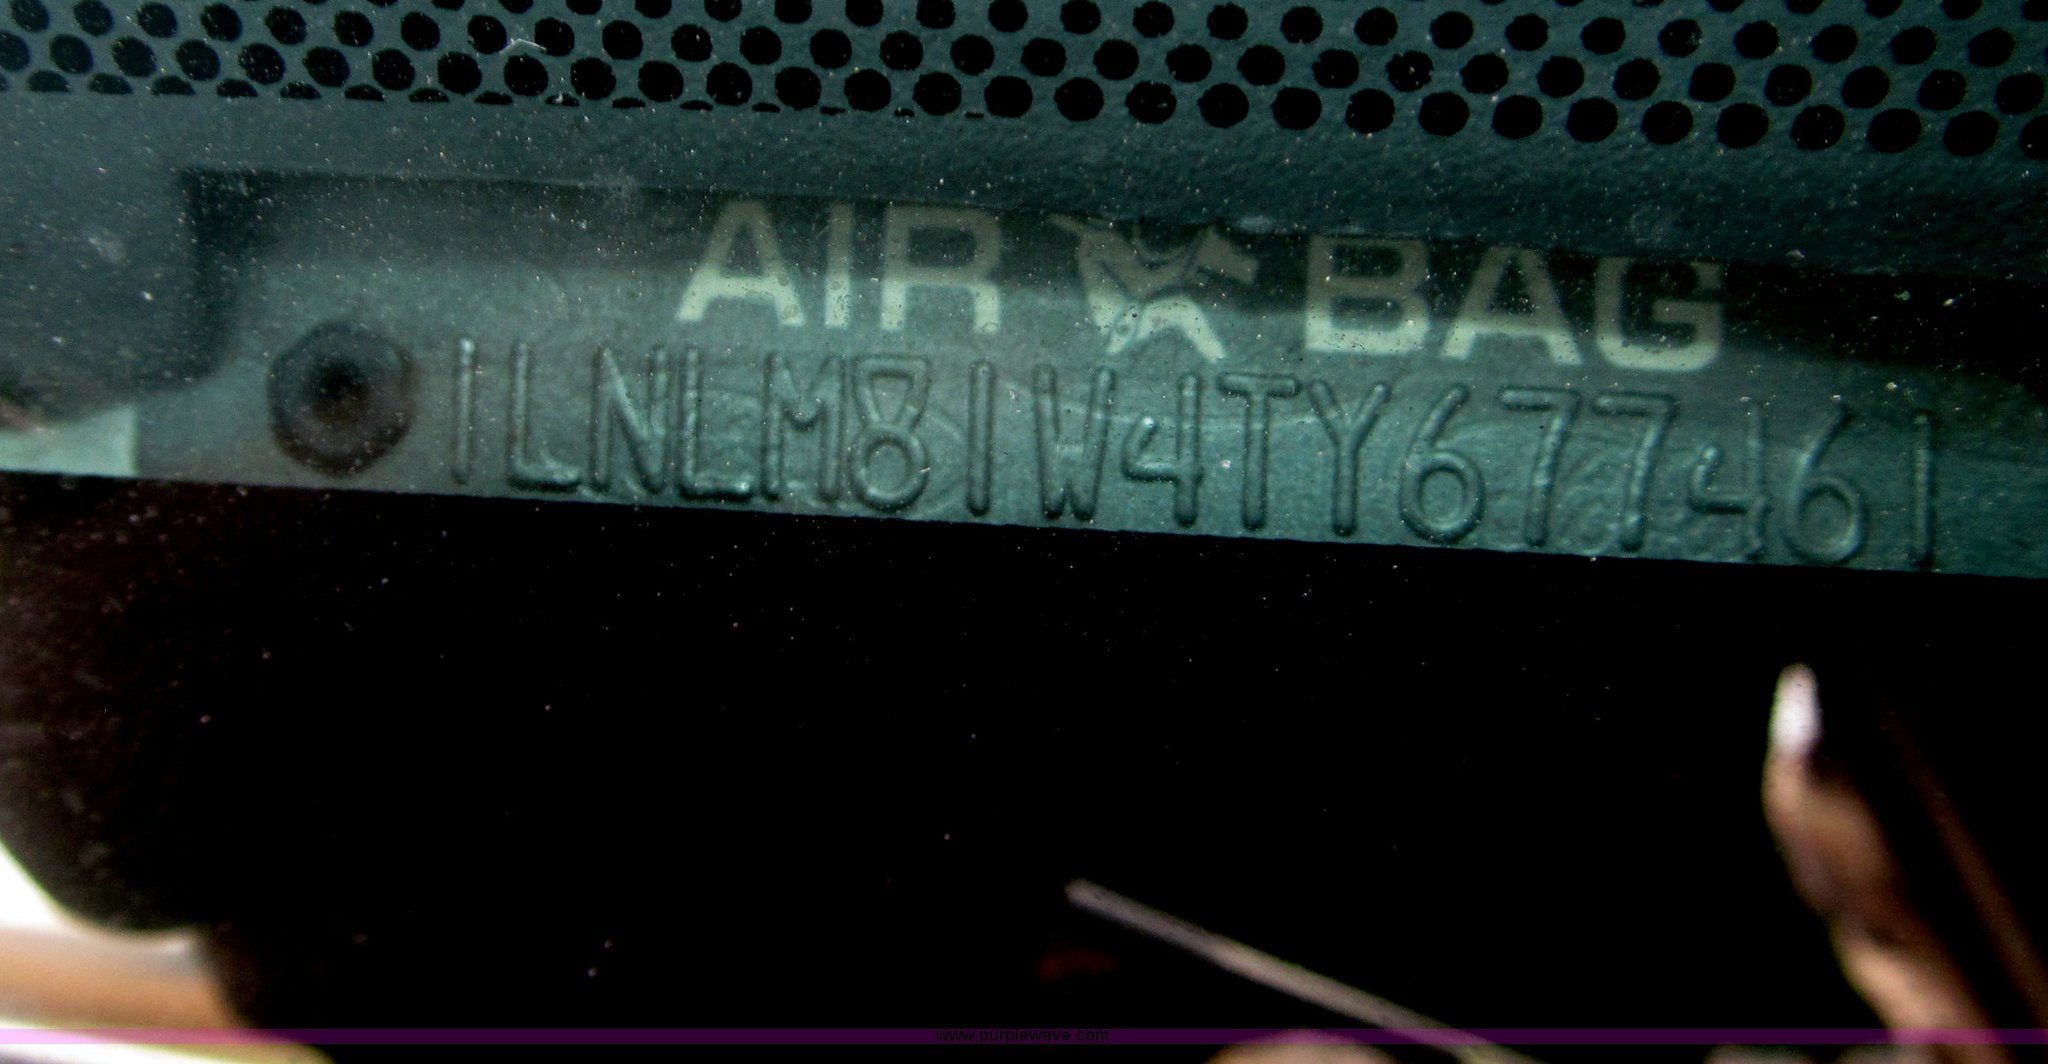 AIR BAG
1LNLM81W4TY677461
www.purplewave.com